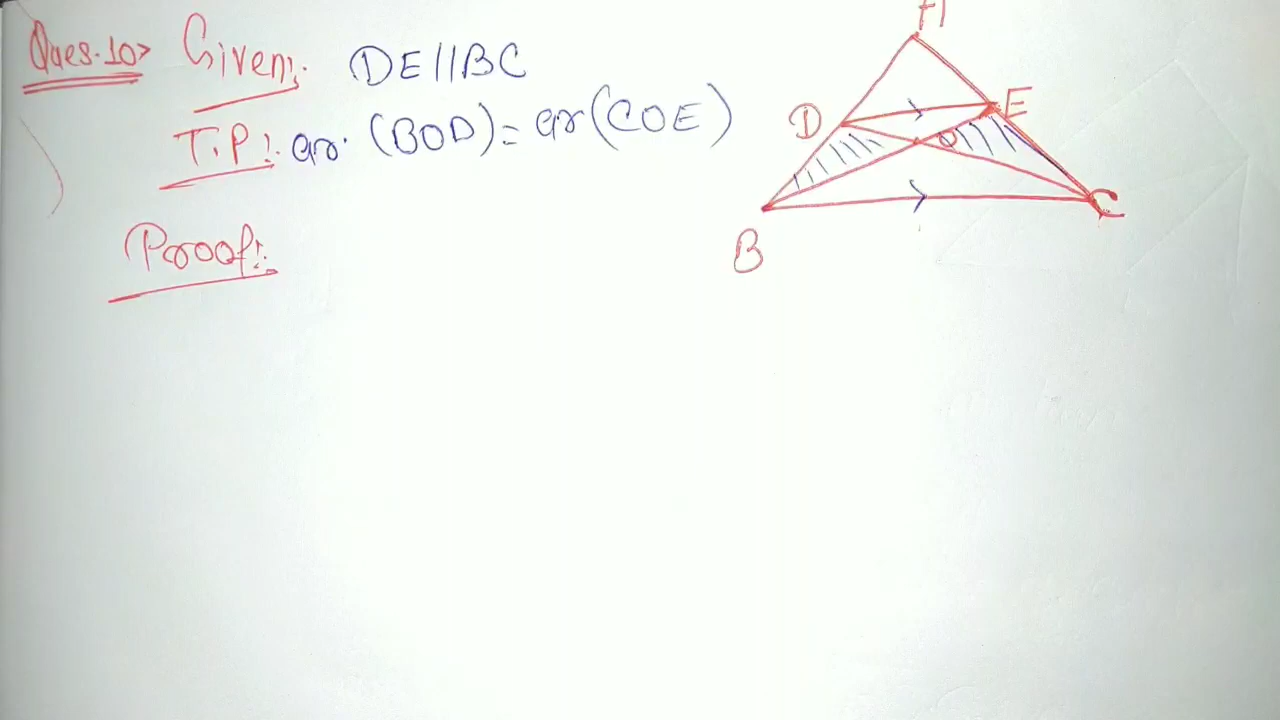 Ques.10> Given:. DE||BC
T.P!. ar. (BOD)= ar(COE)
Proof:.
A
D
E
O
B
C